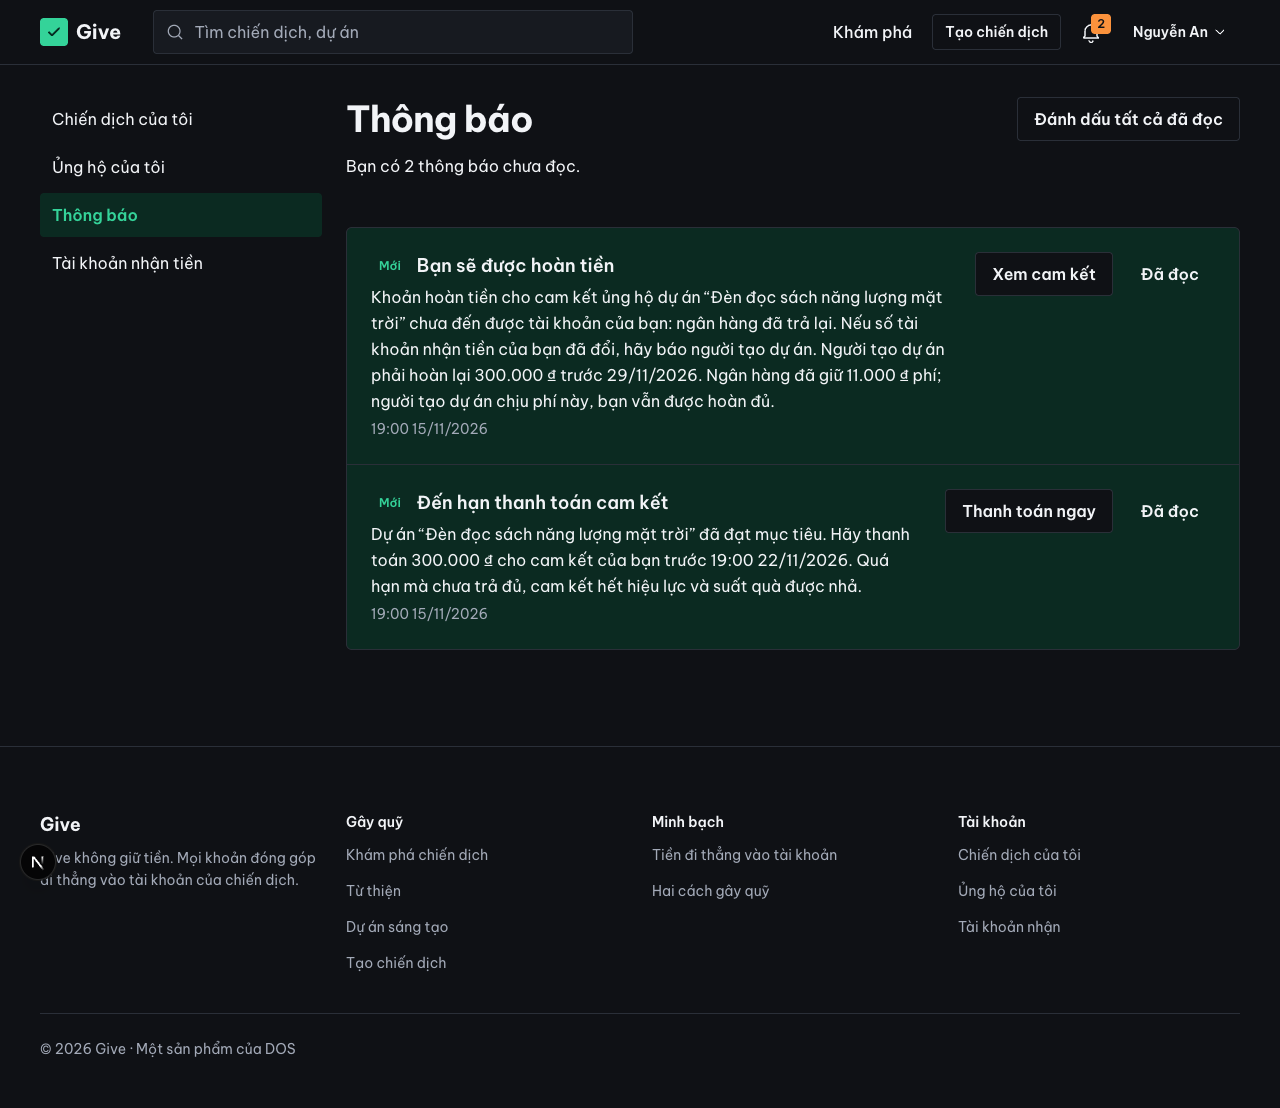 Give
Tìm chiến dịch, dự án
Khám phá
Tạo chiến dịch
2
Nguyễn An
Chiến dịch của tôi
Ủng hộ của tôi
Thông báo
Tài khoản nhận tiền
Thông báo
Đánh dấu tất cả đã đọc
Bạn có 2 thông báo chưa đọc.
Mới
Bạn sẽ được hoàn tiền
Xem cam kết
Đã đọc
Khoản hoàn tiền cho cam kết ủng hộ dự án “Đèn đọc sách năng lượng mặt
trời” chưa đến được tài khoản của bạn: ngân hàng đã trả lại. Nếu số tài
khoản nhận tiền của bạn đã đổi, hãy báo người tạo dự án. Người tạo dự án
phải hoàn lại 300.000 ₫ trước 29/11/2026. Ngân hàng đã giữ 11.000 ₫ phí;
người tạo dự án chịu phí này, bạn vẫn được hoàn đủ.
19:00 15/11/2026
Mới
Đến hạn thanh toán cam kết
Thanh toán ngay
Đã đọc
Dự án “Đèn đọc sách năng lượng mặt trời” đã đạt mục tiêu. Hãy thanh
toán 300.000 ₫ cho cam kết của bạn trước 19:00 22/11/2026. Quá
hạn mà chưa trả đủ, cam kết hết hiệu lực và suất quà được nhả.
19:00 15/11/2026
Give
N
ve không giữ tiền. Mọi khoản đóng góp
đi thẳng vào tài khoản của chiến dịch.
Gây quỹ
Khám phá chiến dịch
Từ thiện
Dự án sáng tạo
Tạo chiến dịch
Minh bạch
Tiền đi thẳng vào tài khoản
Hai cách gây quỹ
Tài khoản
Chiến dịch của tôi
Ủng hộ của tôi
Tài khoản nhận
© 2026 Give · Một sản phẩm của DOS